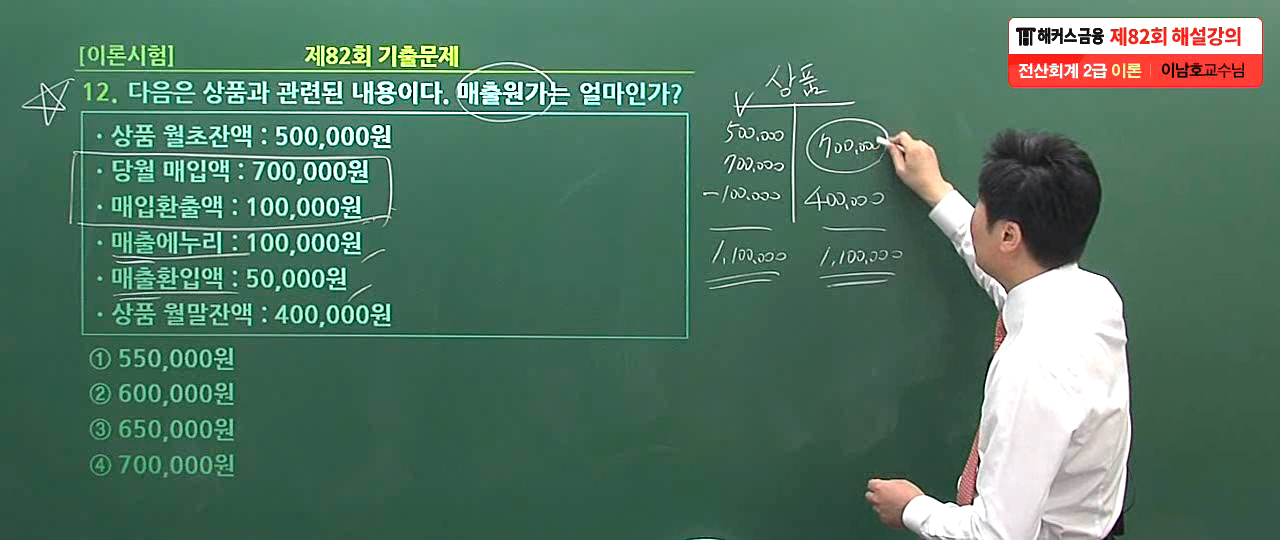 [이론시험] 제82회 기출문제
12. 다음은 상품과 관련된 내용이다. 매출원가는 얼마인가?
· 상품 월초잔액 : 500,000원
· 당월 매입액 : 700,000원
· 매입환출액 : 100,000원
· 매출에누리 : 100,000원
· 매출환입액 : 50,000원
· 상품 월말잔액 : 400,000원
① 550,000원
② 600,000원
③ 650,000원
④ 700,000원
상품
500,000 700,000
700,000
-100,000 400,000
1,100,000 1,100,000
해커스금융 제82회 해설강의
전산회계 2급 이론 | 이남호교수님